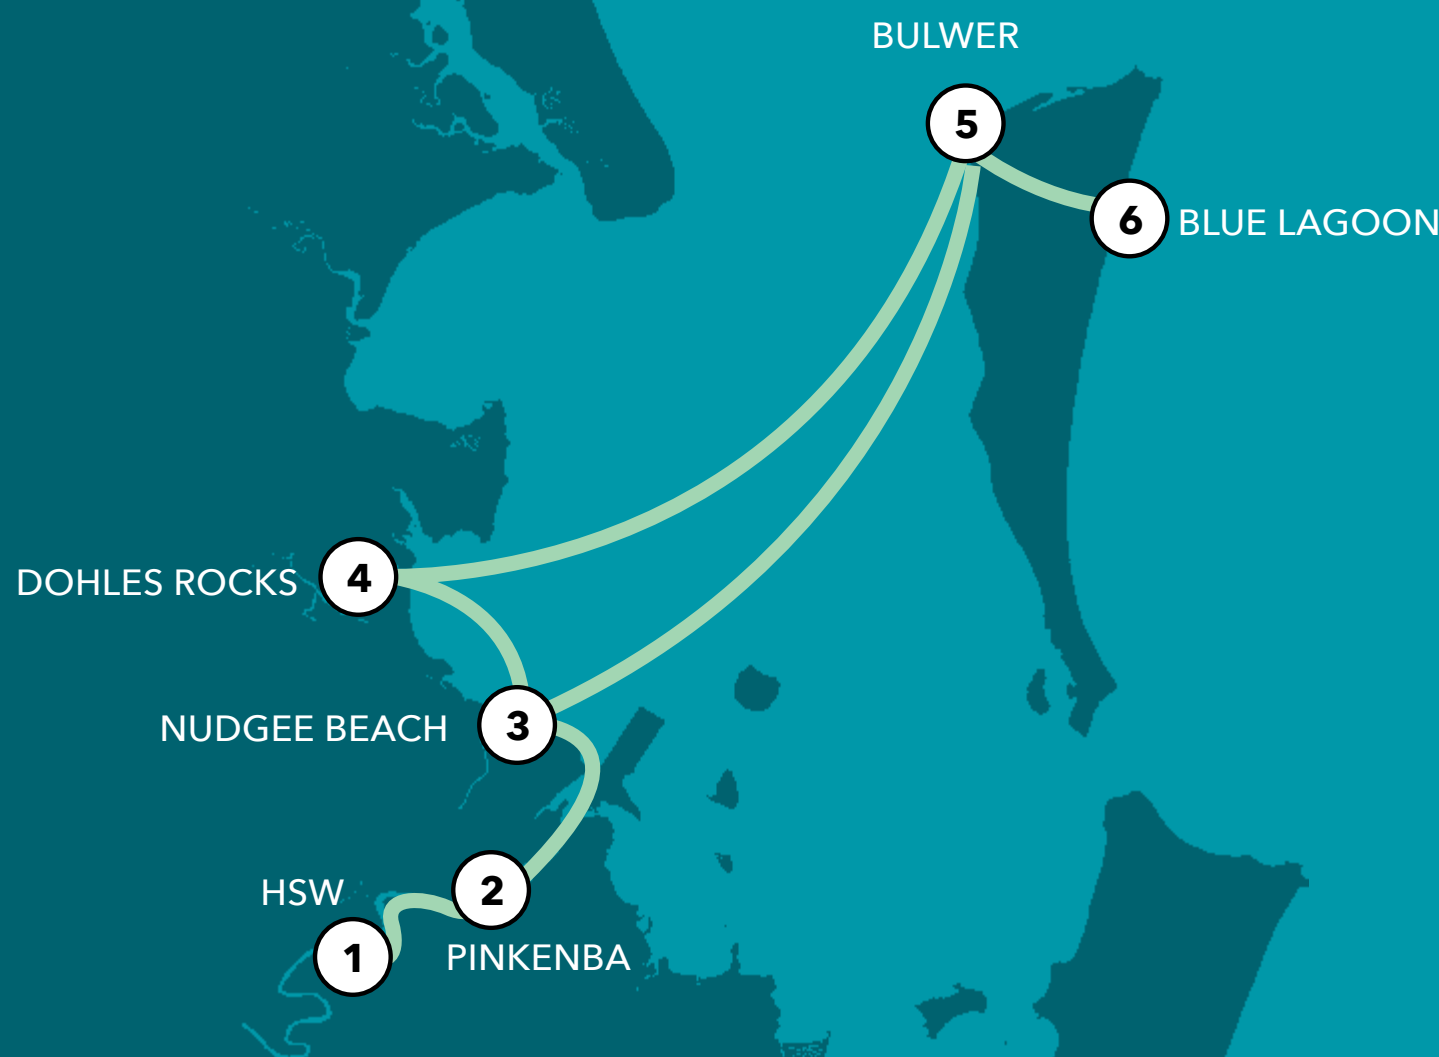 BULWER
5
6
BLUE LAGOON
DOHLES ROCKS
4
NUDGEE BEACH
3
HSW
2
1
PINKENBA